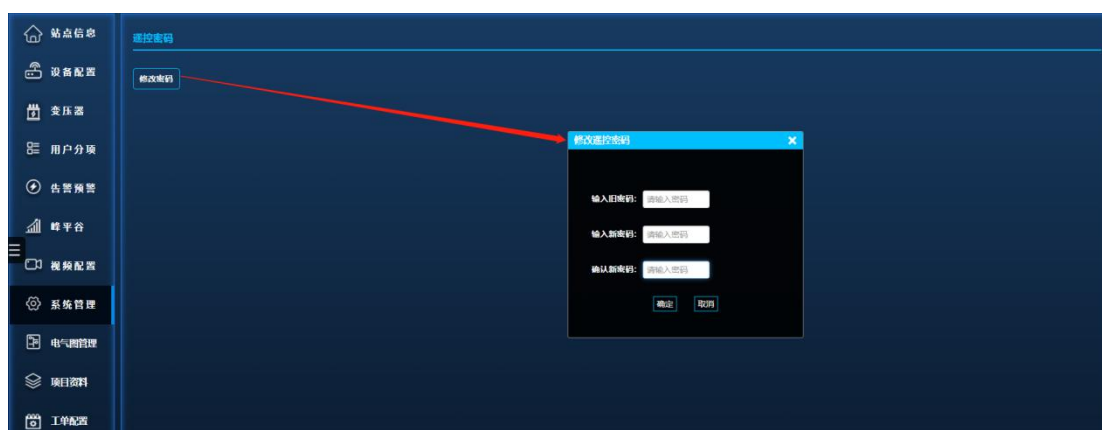 站点信息
设备配置
变压器
用户分项
告警预警
峰平谷
视频配置
系统管理
电气图管理
项目资料
工单配置
遥控密码
修改密码
修改遥控密码
输入旧密码: 请输入密码
输入新密码: 请输入密码
确认新密码: 请输入密码
确定 取消